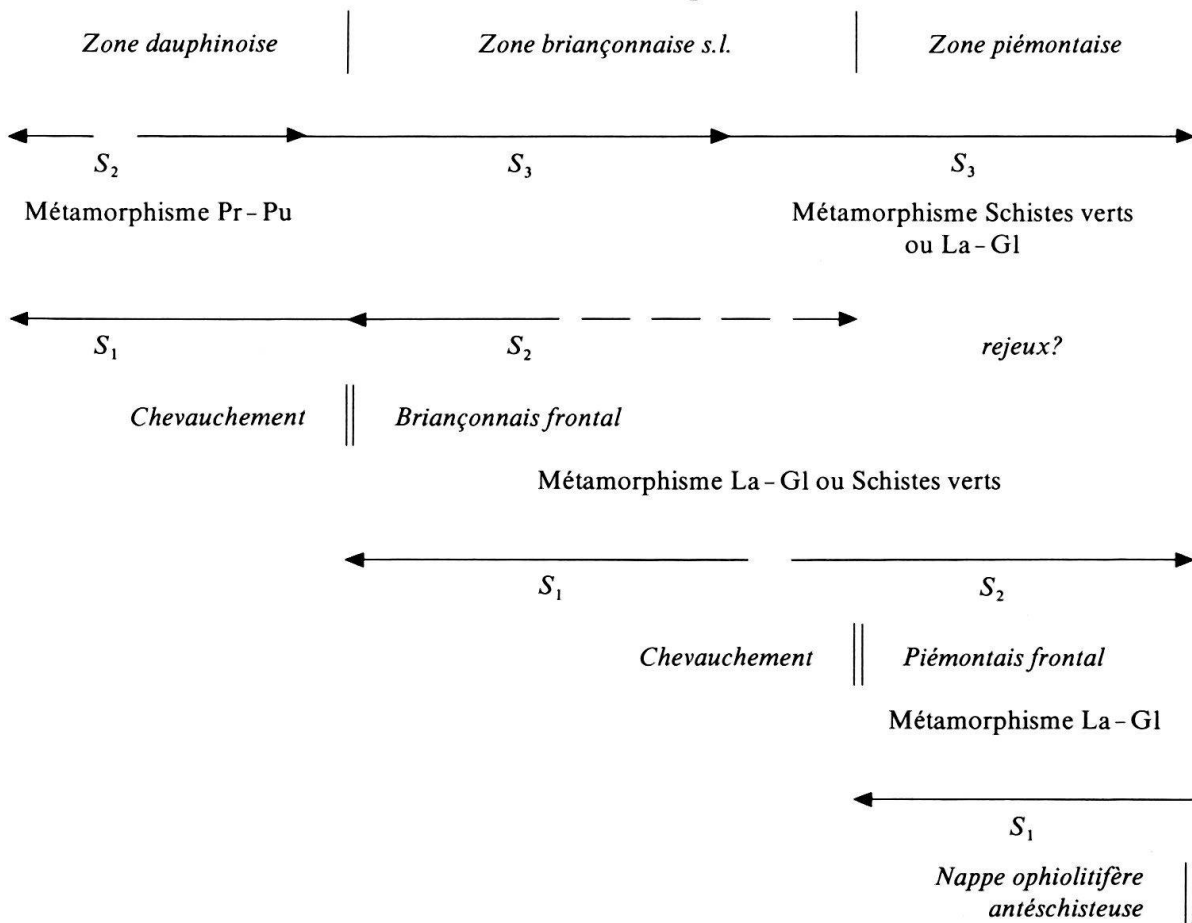 Zone dauphinoise Zone briançonnaise s.l. Zone piémontaise
S₂ S₃ S₃
Métamorphisme Pr – Pu Métamorphisme Schistes verts
ou La – Gl
S₁ S₂ rejeux?
Chevauchement Briançonnais frontal
Métamorphisme La – Gl ou Schistes verts
S₁ S₂
Chevauchement Piémontais frontal
Métamorphisme La – Gl
S₁
Nappe ophiolitifère
antéschisteuse